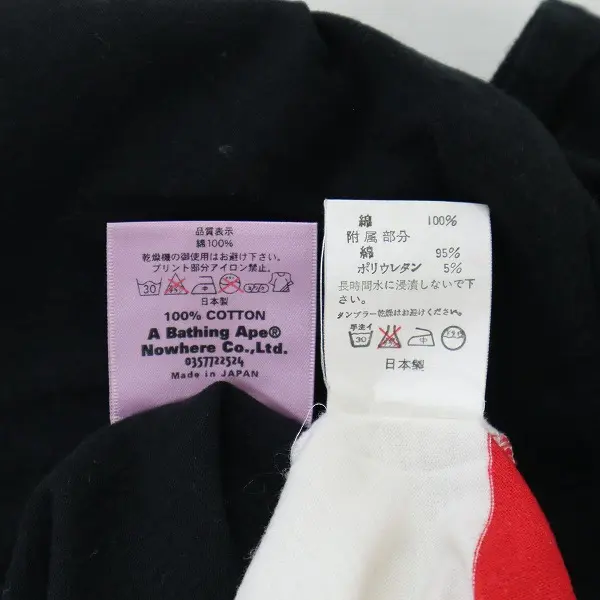 品質表示
綿100%
乾燥機の御使用はお避け下さい。
プリント部分アイロン禁止。
30
日本製
100% COTTON
A Bathing Ape®
Nowhere Co.,Ltd.
0357722524
Made in JAPAN
綿 100%
附属部分
綿 95%
ポリウレタン 5%
長時間水に浸漬しないで下
さい。
タンブラー乾燥はお避けください。
手洗イ
30
日本製